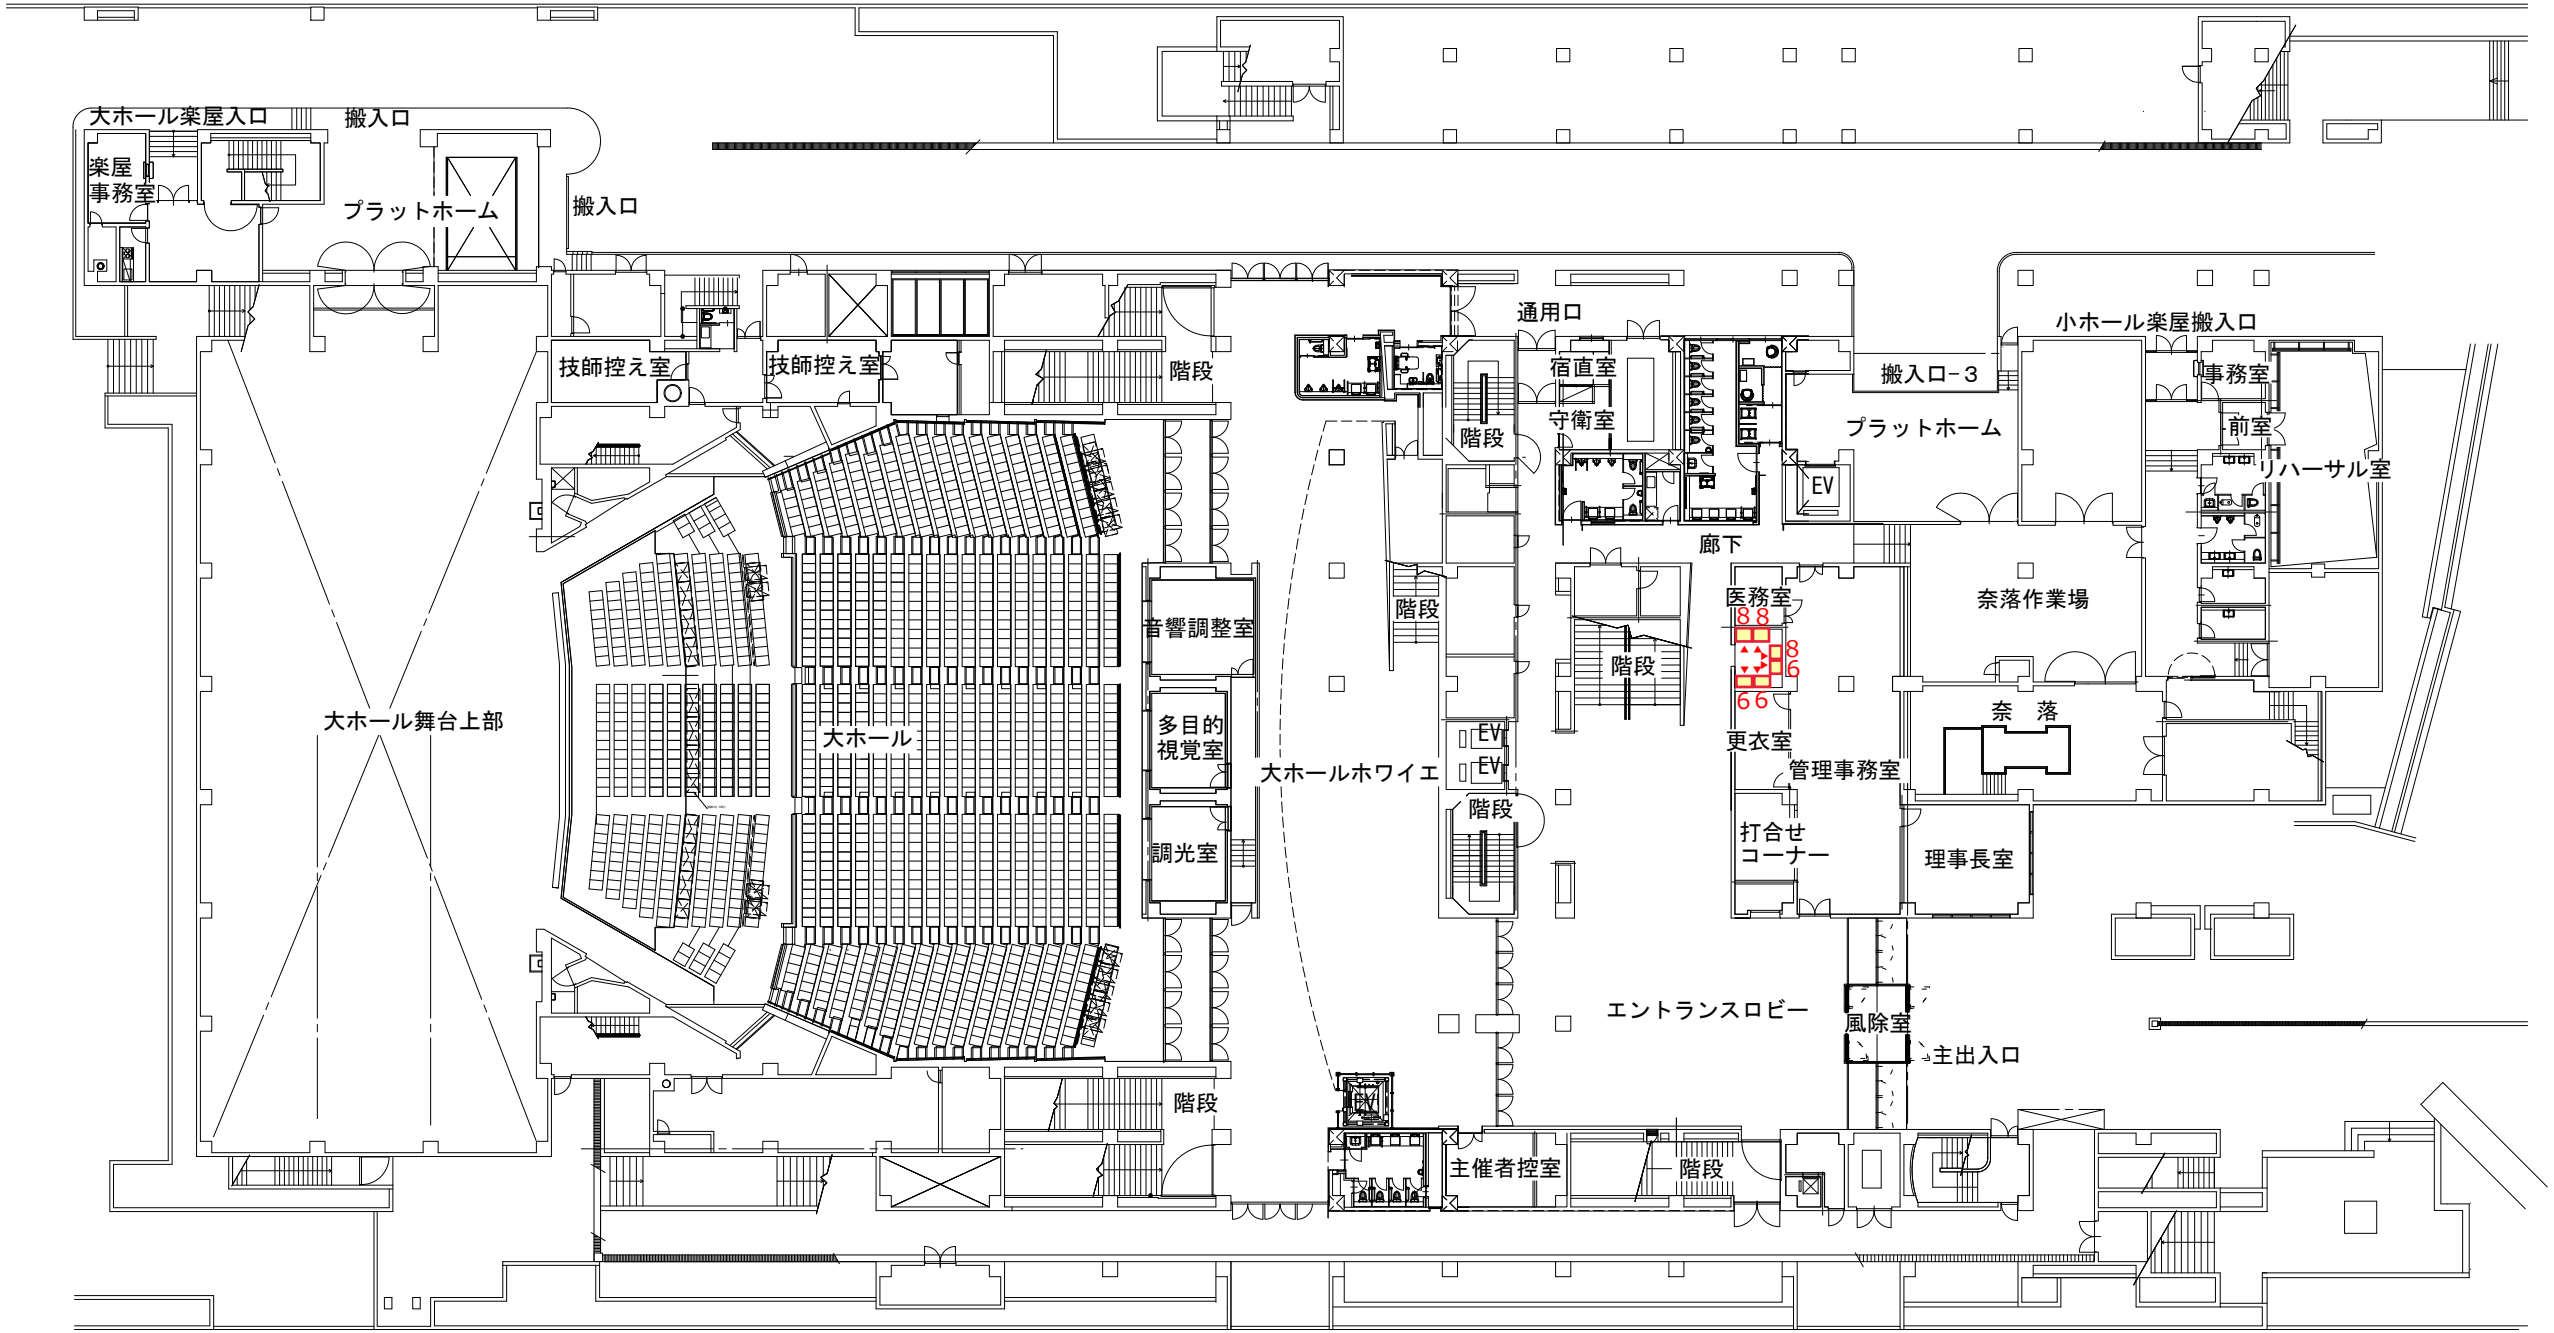 大ホール楽屋入口
搬入口
楽屋
事務室
プラットホーム
搬入口
通用口
小ホール楽屋搬入口
技師控え室
技師控え室
階段
宿直室
搬入口-3
事務室
守衛室
階段
プラットホーム
前室
リハーサル室
EV
廊下
医務室
8 8
8
6
6 6
階段
奈落作業場
音響調整室
階段
大ホール舞台上部
大ホール
多目的
視覚室
EV
EV
奈　落
更衣室
大ホールホワイエ
管理事務室
階段
打合せ
コーナー
調光室
理事長室
エントランスロビー
風除室
主出入口
階段
EV
主催者控室
階段